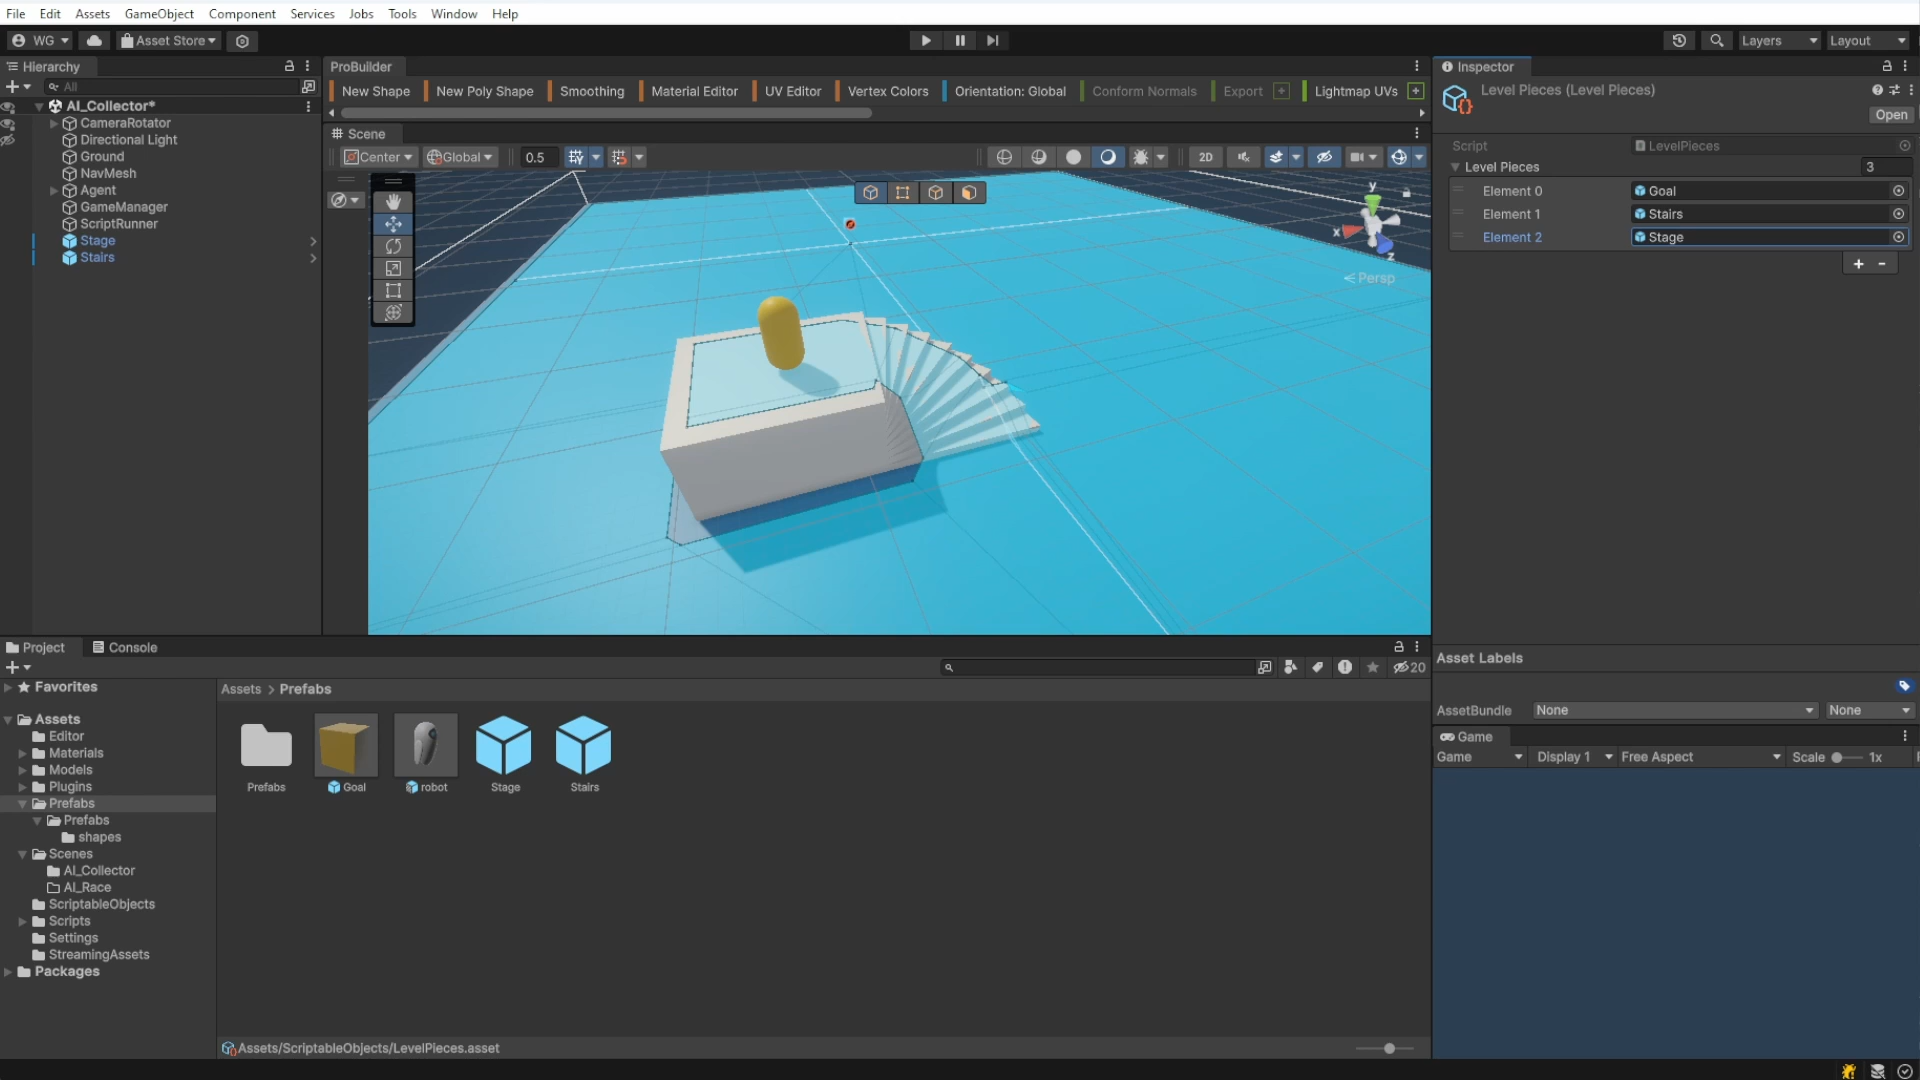 File Edit Assets GameObject Component Services Jobs Tools Window Help
WG Asset Store Layers Layout
Hierarchy
All
AI_Collector*
CameraRotator
Directional Light
Ground
NavMesh
Agent
GameManager
ScriptRunner
Stage
Stairs
ProBuilder
New Shape New Poly Shape Smoothing Material Editor UV Editor Vertex Colors Orientation: Global Conform Normals Export Lightmap UVs
Scene
Center Global 0.5 2D
y
x
z
Persp
Inspector
Level Pieces (Level Pieces)
Open
Script LevelPieces
Level Pieces 3
Element 0 Goal
Element 1 Stairs
Element 2 Stage
Asset Labels
AssetBundle None None
Game
Game Display 1 Free Aspect Scale 1x
Project Console
20
Favorites
Assets
Editor
Materials
Models
Plugins
Prefabs
Prefabs
shapes
Scenes
AI_Collector
AI_Race
ScriptableObjects
Scripts
Settings
StreamingAssets
Packages
Assets > Prefabs
Prefabs Goal robot Stage Stairs
Assets/ScriptableObjects/LevelPieces.asset